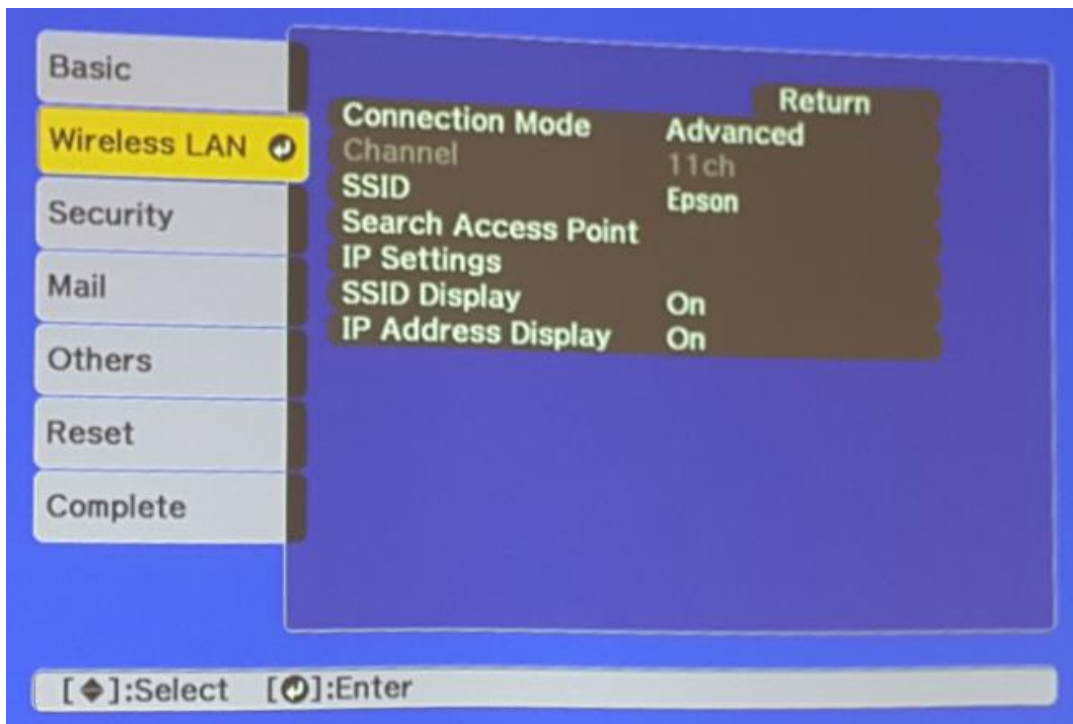 Basic
Wireless LAN
Security
Mail
Others
Reset
Complete
Return
Connection Mode Advanced
Channel 11ch
SSID Epson
Search Access Point
IP Settings
SSID Display On
IP Address Display On
[ ]:Select [ ]:Enter